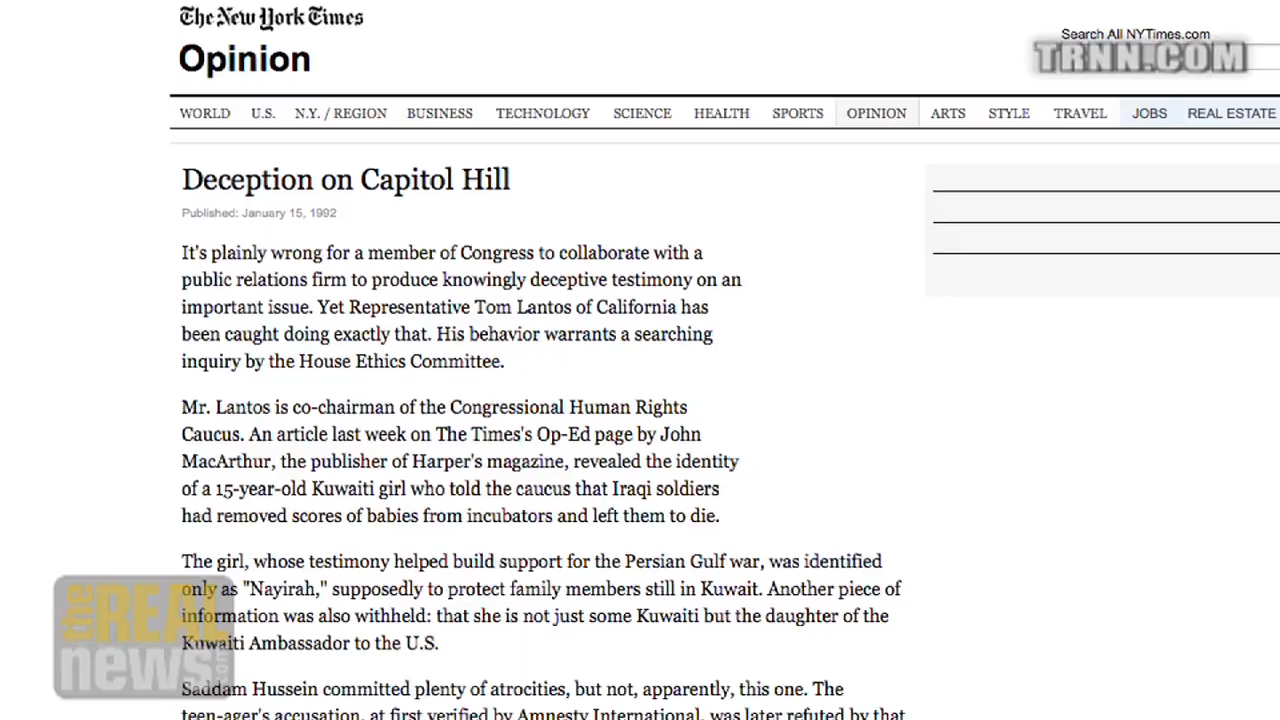 The New York Times
Opinion
Search All NYTimes.com
TRNN.COM
WORLD U.S. N.Y. / REGION BUSINESS TECHNOLOGY SCIENCE HEALTH SPORTS OPINION ARTS STYLE TRAVEL JOBS REAL ESTATE
Deception on Capitol Hill
Published: January 15, 1992
It's plainly wrong for a member of Congress to collaborate with a
public relations firm to produce knowingly deceptive testimony on an
important issue. Yet Representative Tom Lantos of California has
been caught doing exactly that. His behavior warrants a searching
inquiry by the House Ethics Committee.
Mr. Lantos is co-chairman of the Congressional Human Rights
Caucus. An article last week on The Times's Op-Ed page by John
MacArthur, the publisher of Harper's magazine, revealed the identity
of a 15-year-old Kuwaiti girl who told the caucus that Iraqi soldiers
had removed scores of babies from incubators and left them to die.
The girl, whose testimony helped build support for the Persian Gulf war, was identified
only as "Nayirah," supposedly to protect family members still in Kuwait. Another piece of
information was also withheld: that she is not just some Kuwaiti but the daughter of the
Kuwaiti Ambassador to the U.S.
Saddam Hussein committed plenty of atrocities, but not, apparently, this one. The
teen-ager's accusation, at first verified by Amnesty International, was later refuted by that
the REAL
news.com